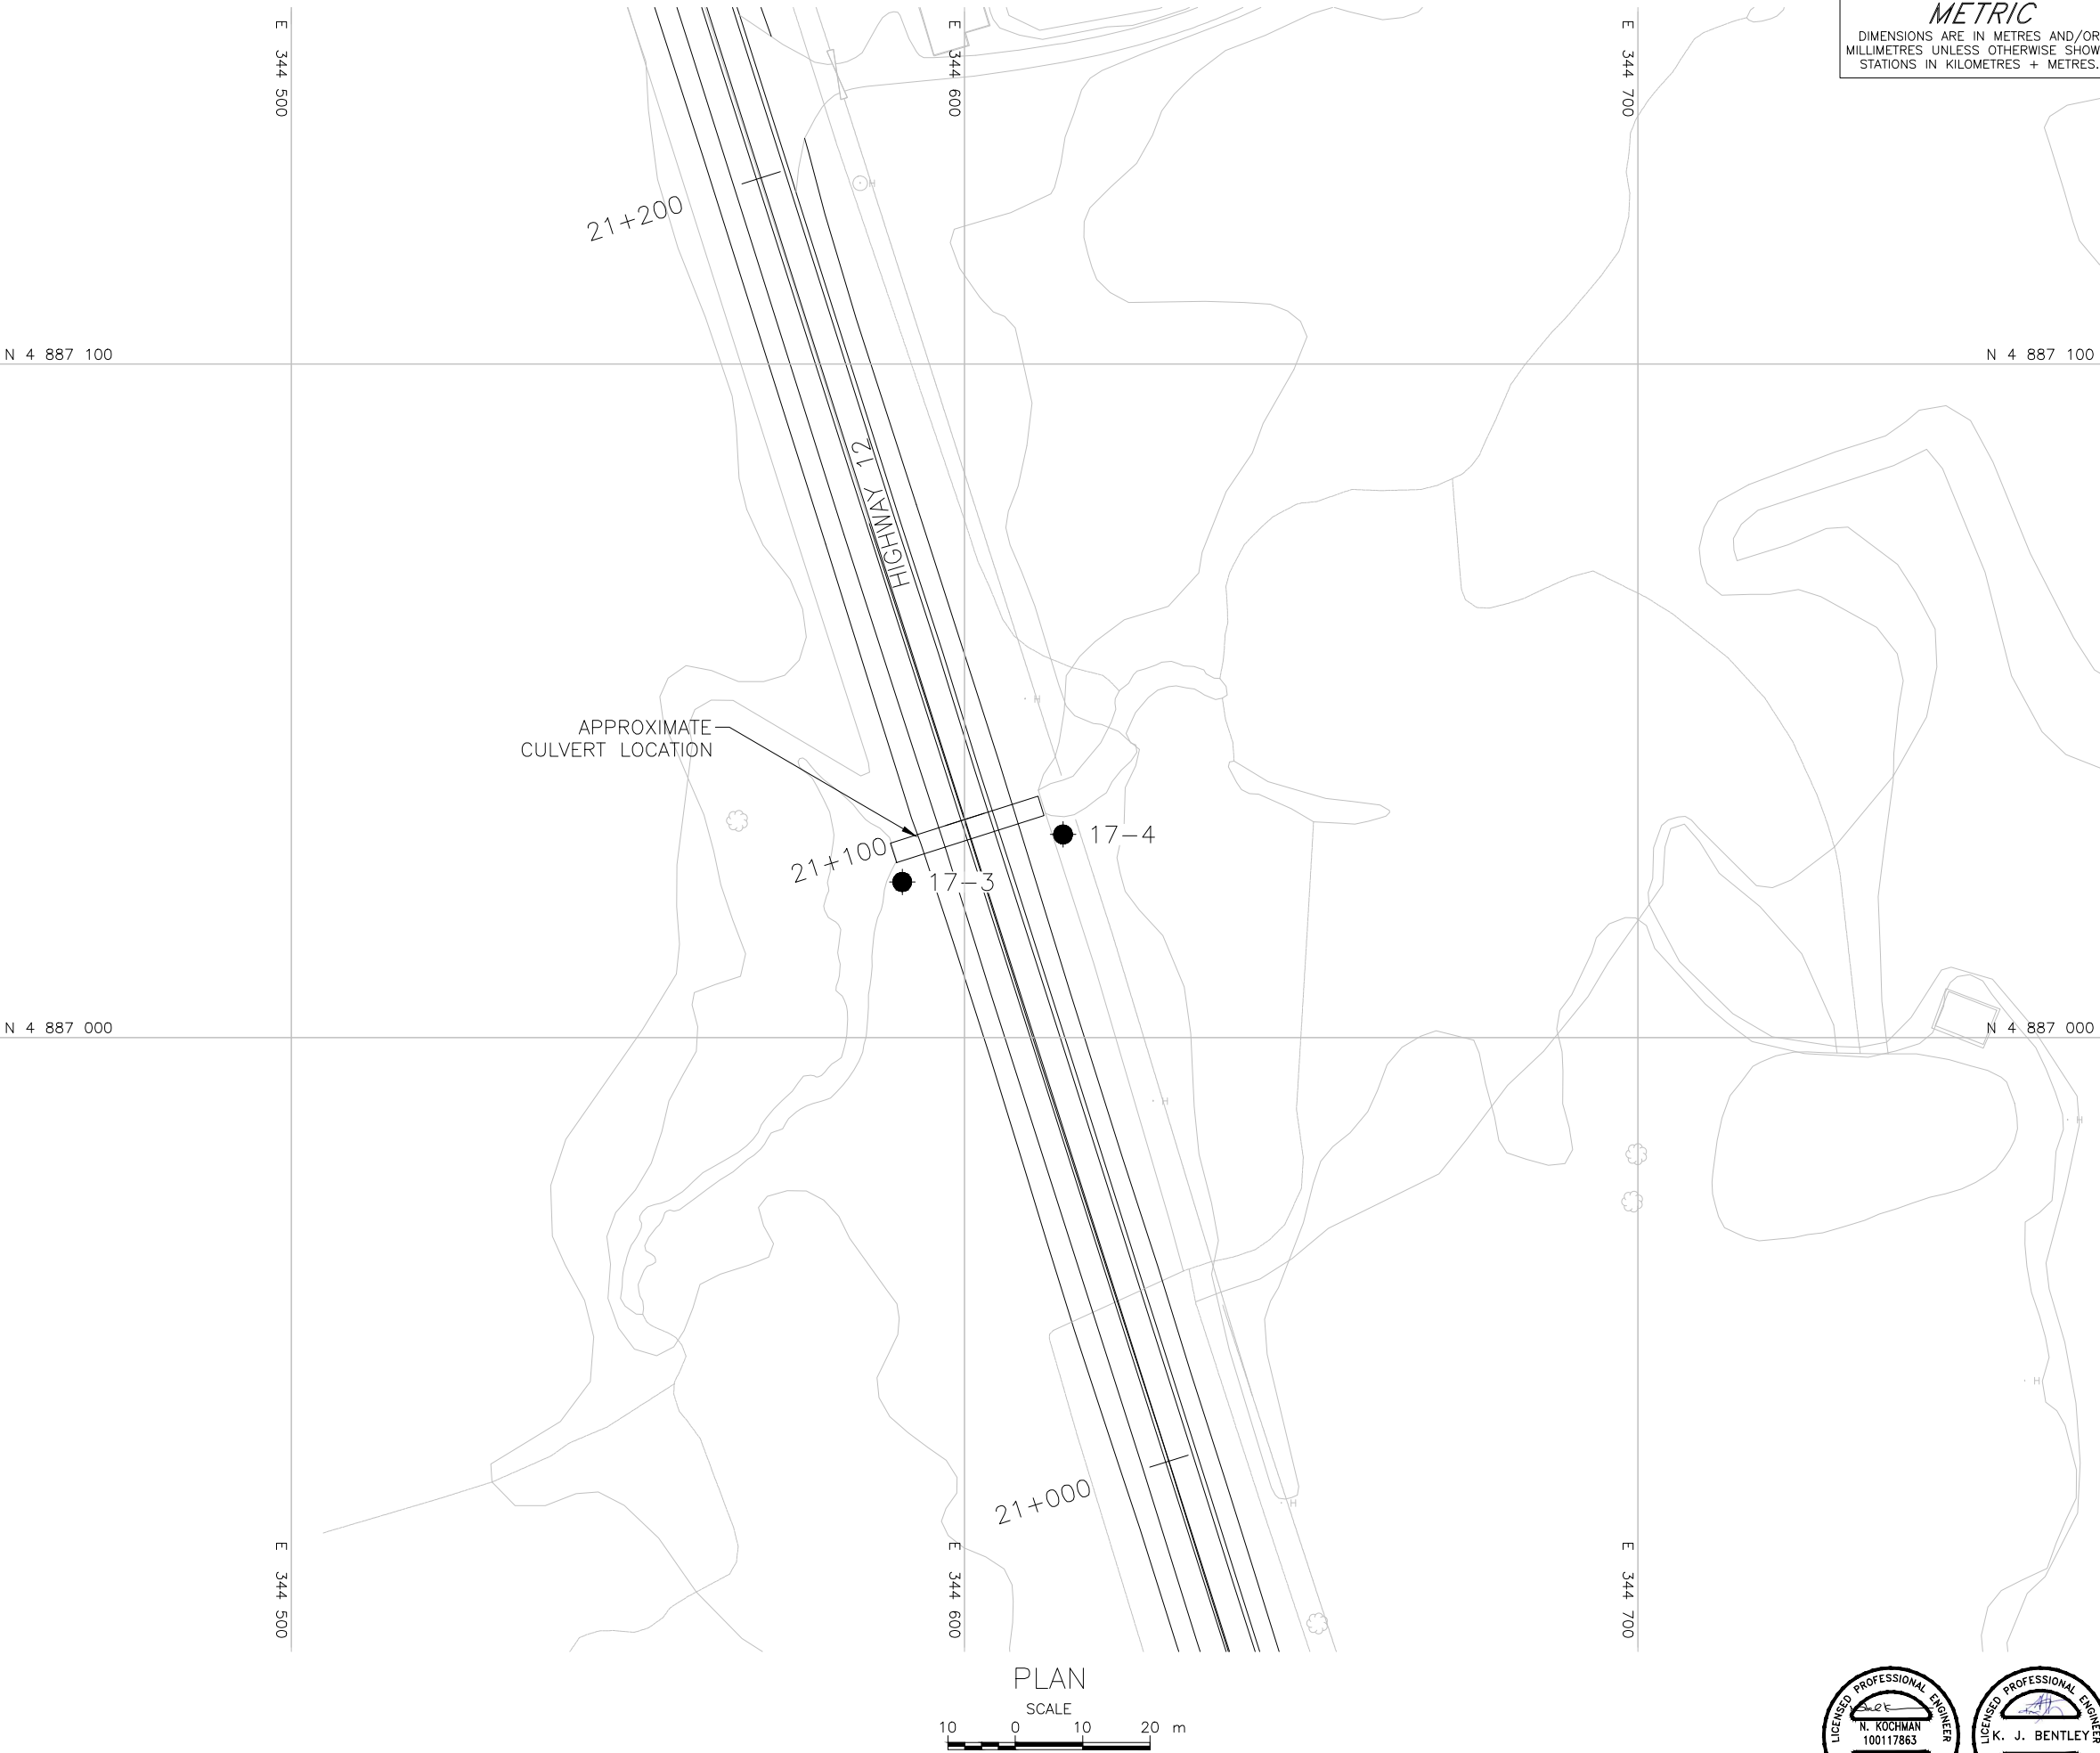 METRIC
DIMENSIONS ARE IN METRES AND/OR
MILLIMETRES UNLESS OTHERWISE SHOW
STATIONS IN KILOMETRES + METRES.
E 344 500
E 344 600
E 344 700
21+200
H
N 4 887 100
N 4 887 100
HIGHWAY 12
H
APPROXIMATE
CULVERT LOCATION
21+100
17-4
17-3
N 4 887 000
N 4 887 000
H
H
H
21+000
H
E 344 500
E 344 600
E 344 700
PLAN
SCALE
10 0 10 20 m
LICENSED PROFESSIONAL ENGINEER
N. KOCHMAN
100117863
LICENSED PROFESSIONAL ENGINEER
K. J. BENTLEY